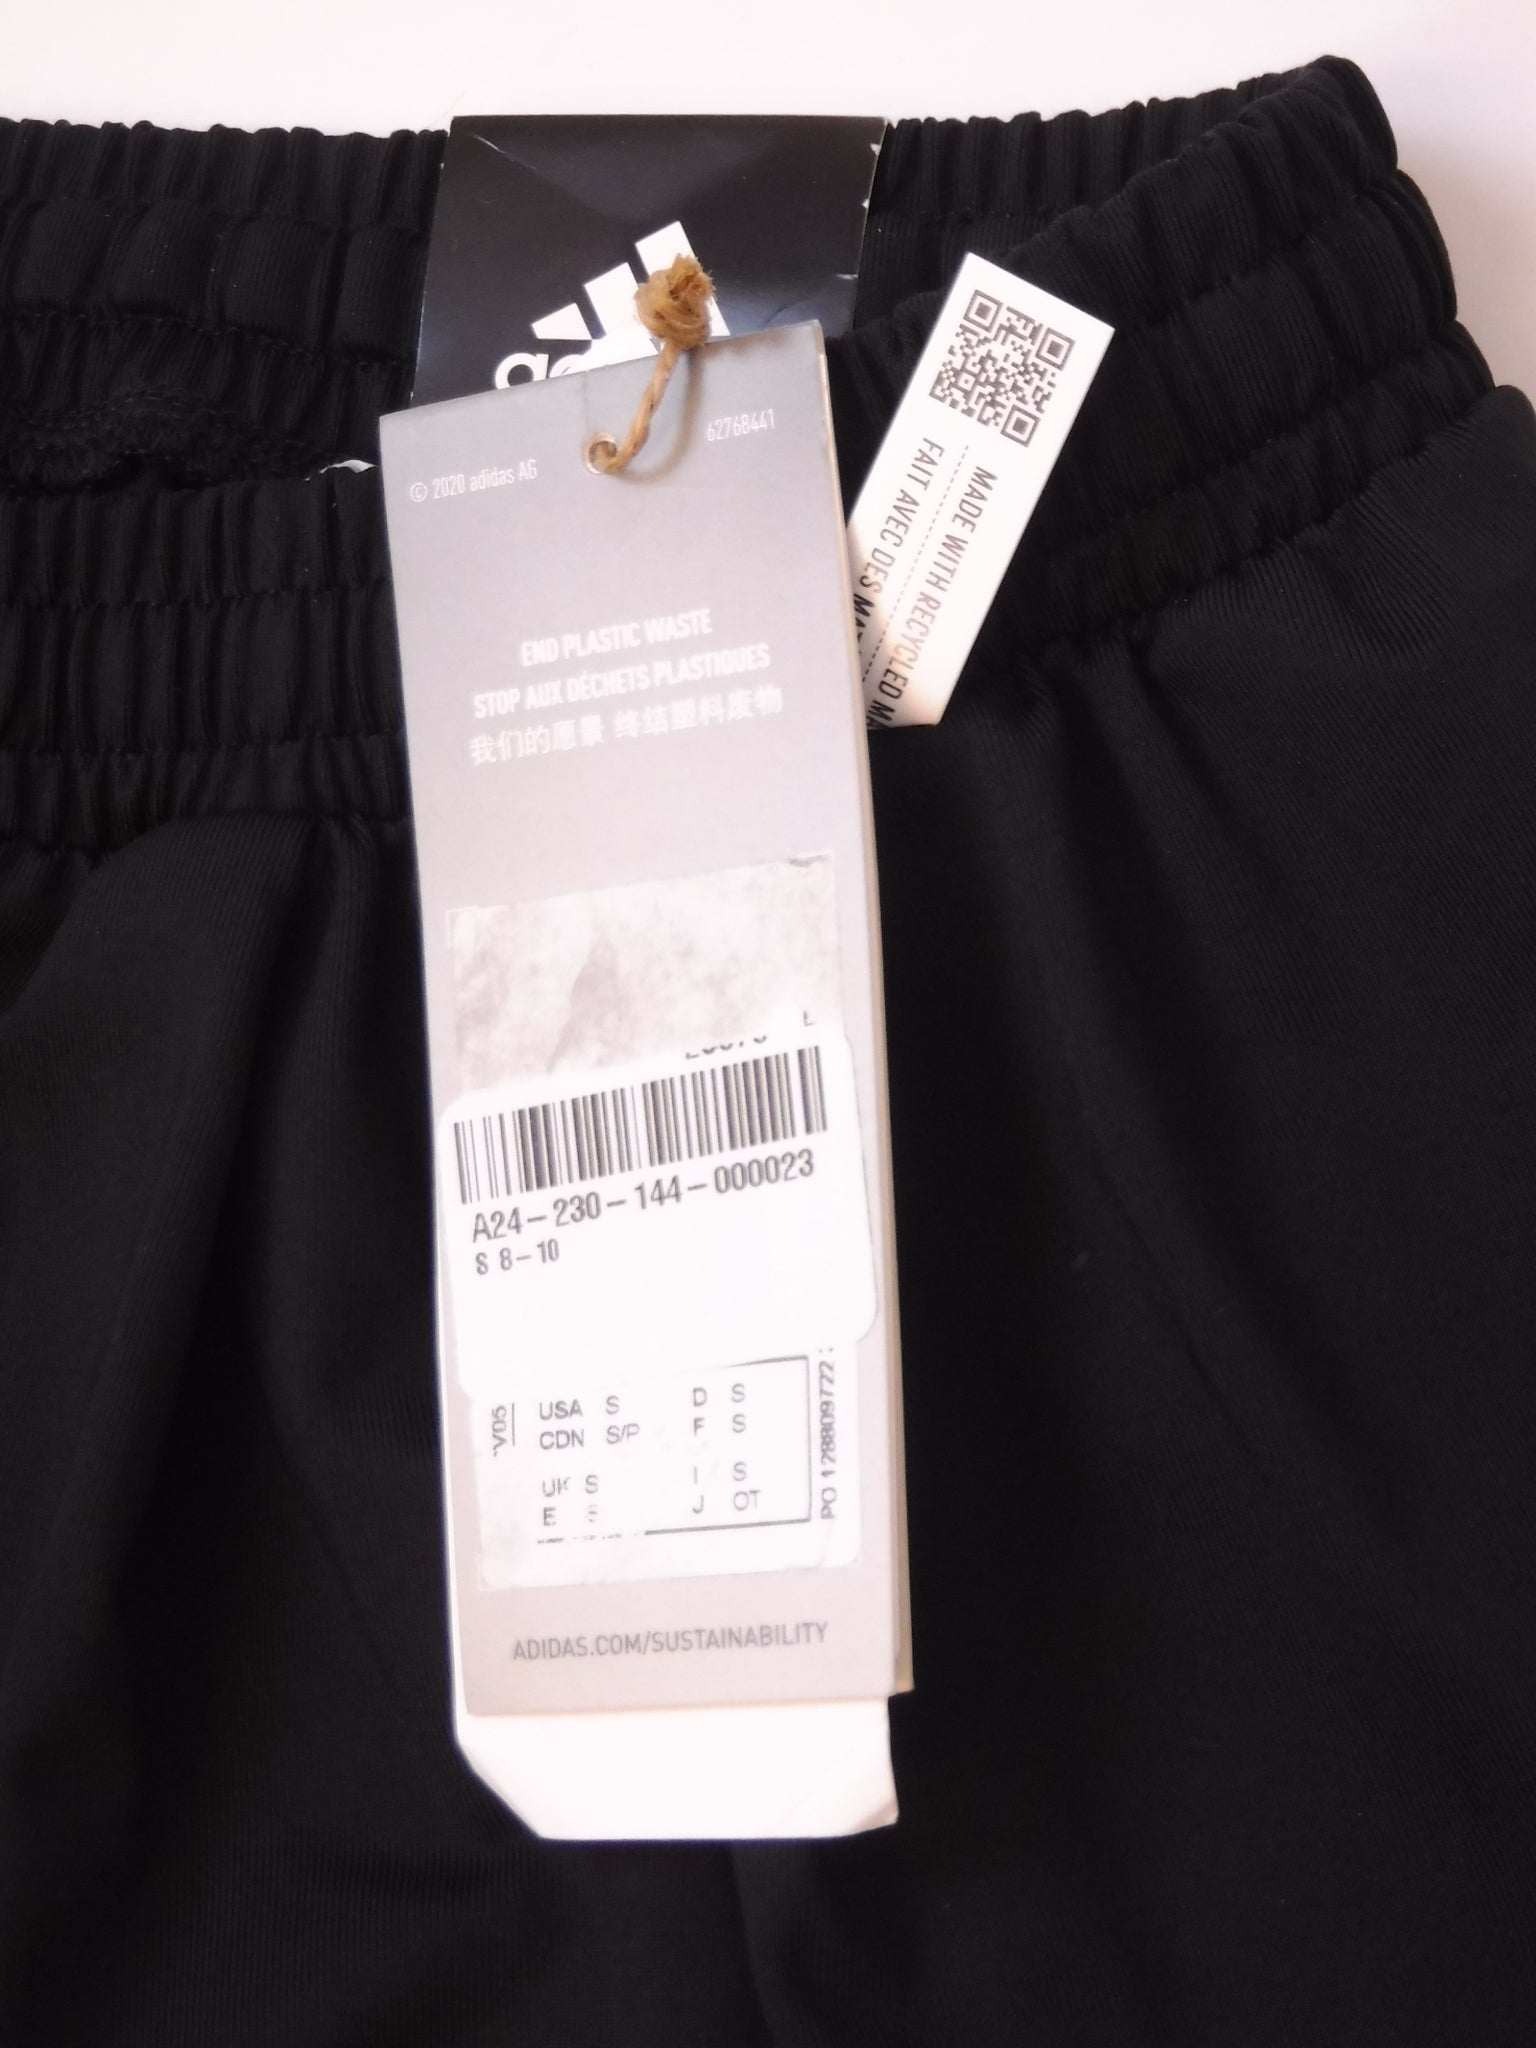 62768441
© 2020 adidas AG
END PLASTIC WASTE
STOP AUX DÉCHETS PLASTIQUES
我们的愿景 终结塑料废物
MADE WITH RECYCLED
FAIT AVEC DES
L
A24-230-144-000023
S 8-10
USA S D S
CDN S/P F S
UK S I S
E S J OT
PO 128809722
ADIDAS.COM/SUSTAINABILITY